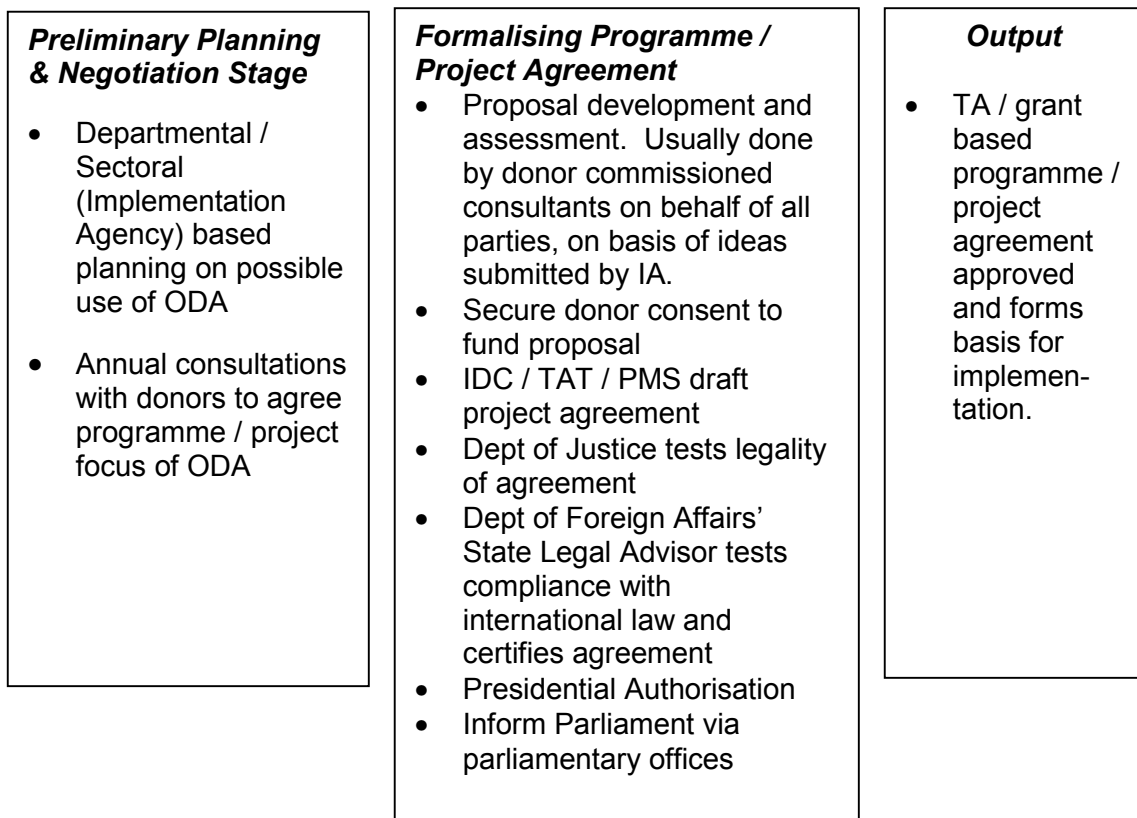 Preliminary Planning
& Negotiation Stage
• Departmental /
Sectoral
(Implementation
Agency) based
planning on possible
use of ODA
• Annual consultations
with donors to agree
programme / project
focus of ODA
Formalising Programme /
Project Agreement
• Proposal development and
assessment. Usually done
by donor commissioned
consultants on behalf of all
parties, on basis of ideas
submitted by IA.
• Secure donor consent to
fund proposal
• IDC / TAT / PMS draft
project agreement
• Dept of Justice tests legality
of agreement
• Dept of Foreign Affairs’
State Legal Advisor tests
compliance with
international law and
certifies agreement
• Presidential Authorisation
• Inform Parliament via
parliamentary offices
Output
• TA / grant
based
programme /
project
agreement
approved
and forms
basis for
implemen-
tation.